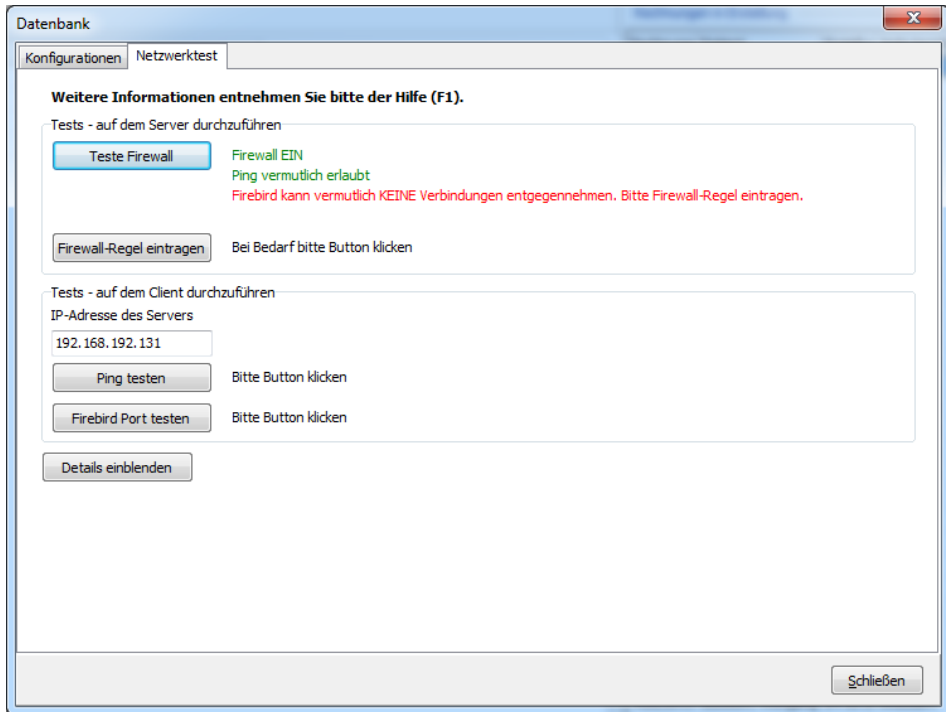 Datenbank
Konfigurationen
Netzwerktest
Weitere Informationen entnehmen Sie bitte der Hilfe (F1).
Tests - auf dem Server durchzuführen
Teste Firewall
Firewall EIN
Ping vermutlich erlaubt
Firebird kann vermutlich KEINE Verbindungen entgegennehmen. Bitte Firewall-Regel eintragen.
Firewall-Regel eintragen
Bei Bedarf bitte Button klicken
Tests - auf dem Client durchzuführen
IP-Adresse des Servers
192.168.192.131
Ping testen
Bitte Button klicken
Firebird Port testen
Bitte Button klicken
Details einblenden
Schließen